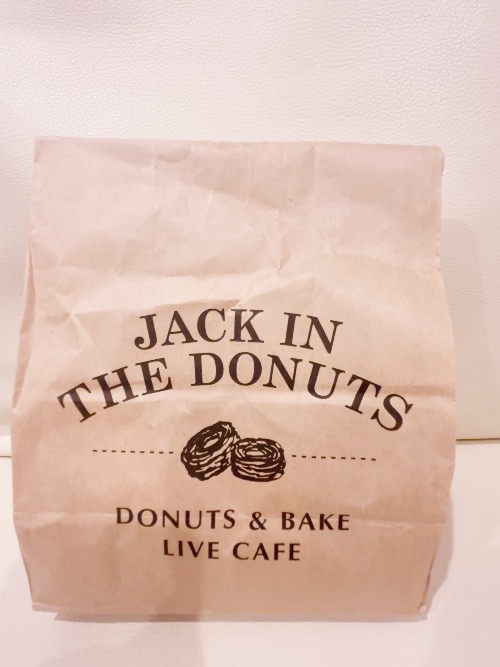 JACK IN
THE DONUTS
DONUTS & BAKE
LIVE CAFE